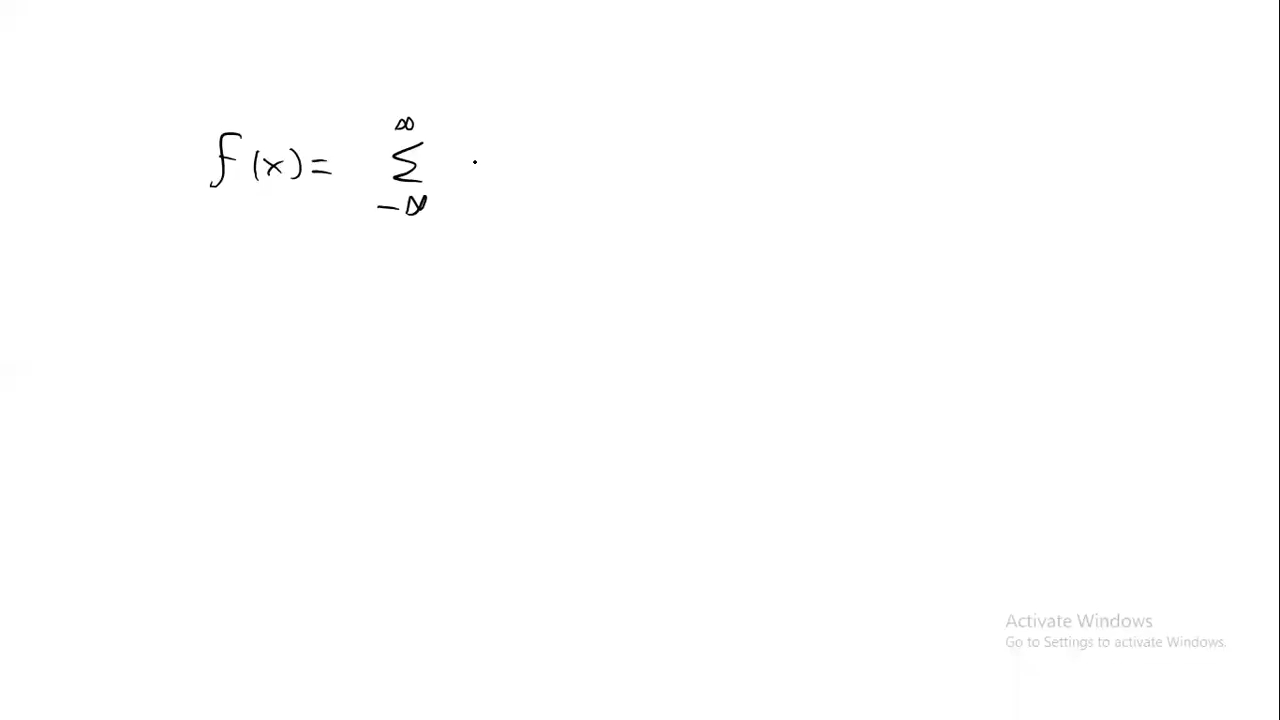 f(x) = ∞ Σ -∞
Activate Windows
Go to Settings to activate Windows.